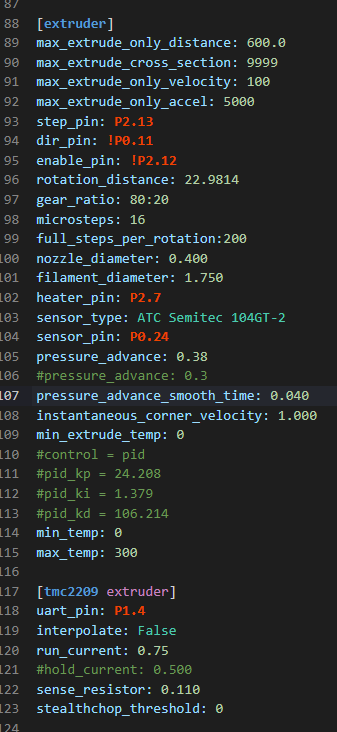 87
88 [extruder]
89 max_extrude_only_distance: 600.0
90 max_extrude_cross_section: 9999
91 max_extrude_only_velocity: 100
92 max_extrude_only_accel: 5000
93 step_pin: P2.13
94 dir_pin: !P0.11
95 enable_pin: !P2.12
96 rotation_distance: 22.9814
97 gear_ratio: 80:20
98 microsteps: 16
99 full_steps_per_rotation:200
100 nozzle_diameter: 0.400
101 filament_diameter: 1.750
102 heater_pin: P2.7
103 sensor_type: ATC Semitec 104GT-2
104 sensor_pin: P0.24
105 pressure_advance: 0.38
106 #pressure_advance: 0.3
107 pressure_advance_smooth_time: 0.040
108 instantaneous_corner_velocity: 1.000
109 min_extrude_temp: 0
110 #control = pid
111 #pid_kp = 24.208
112 #pid_ki = 1.379
113 #pid_kd = 106.214
114 min_temp: 0
115 max_temp: 300
116
117 [tmc2209 extruder]
118 uart_pin: P1.4
119 interpolate: False
120 run_current: 0.75
121 #hold_current: 0.500
122 sense_resistor: 0.110
123 stealthchop_threshold: 0
124